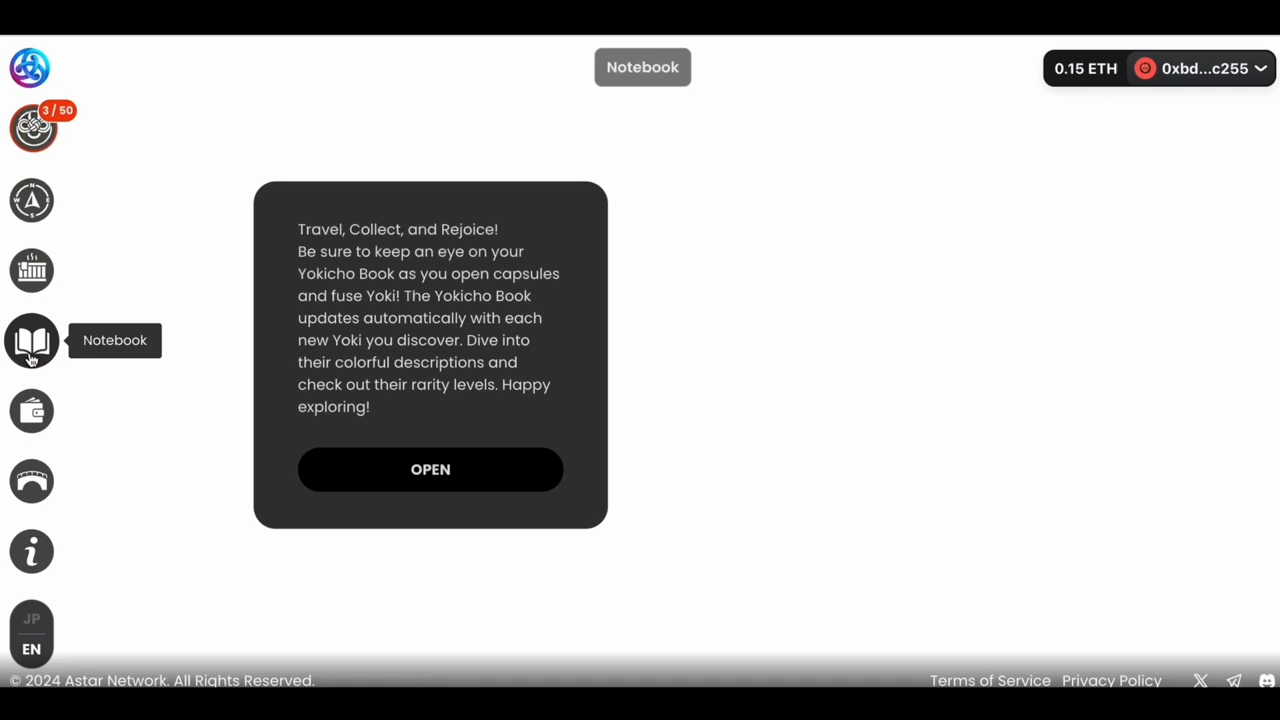 Notebook
0.15 ETH
0xbd...c255
3 / 50
N
W E
S
Travel, Collect, and Rejoice!
Be sure to keep an eye on your
Yokicho Book as you open capsules
and fuse Yoki! The Yokicho Book
updates automatically with each
new Yoki you discover. Dive into
their colorful descriptions and
check out their rarity levels. Happy
exploring!
OPEN
Notebook
JP
EN
© 2024 Astar Network. All Rights Reserved.
Terms of Service Privacy Policy